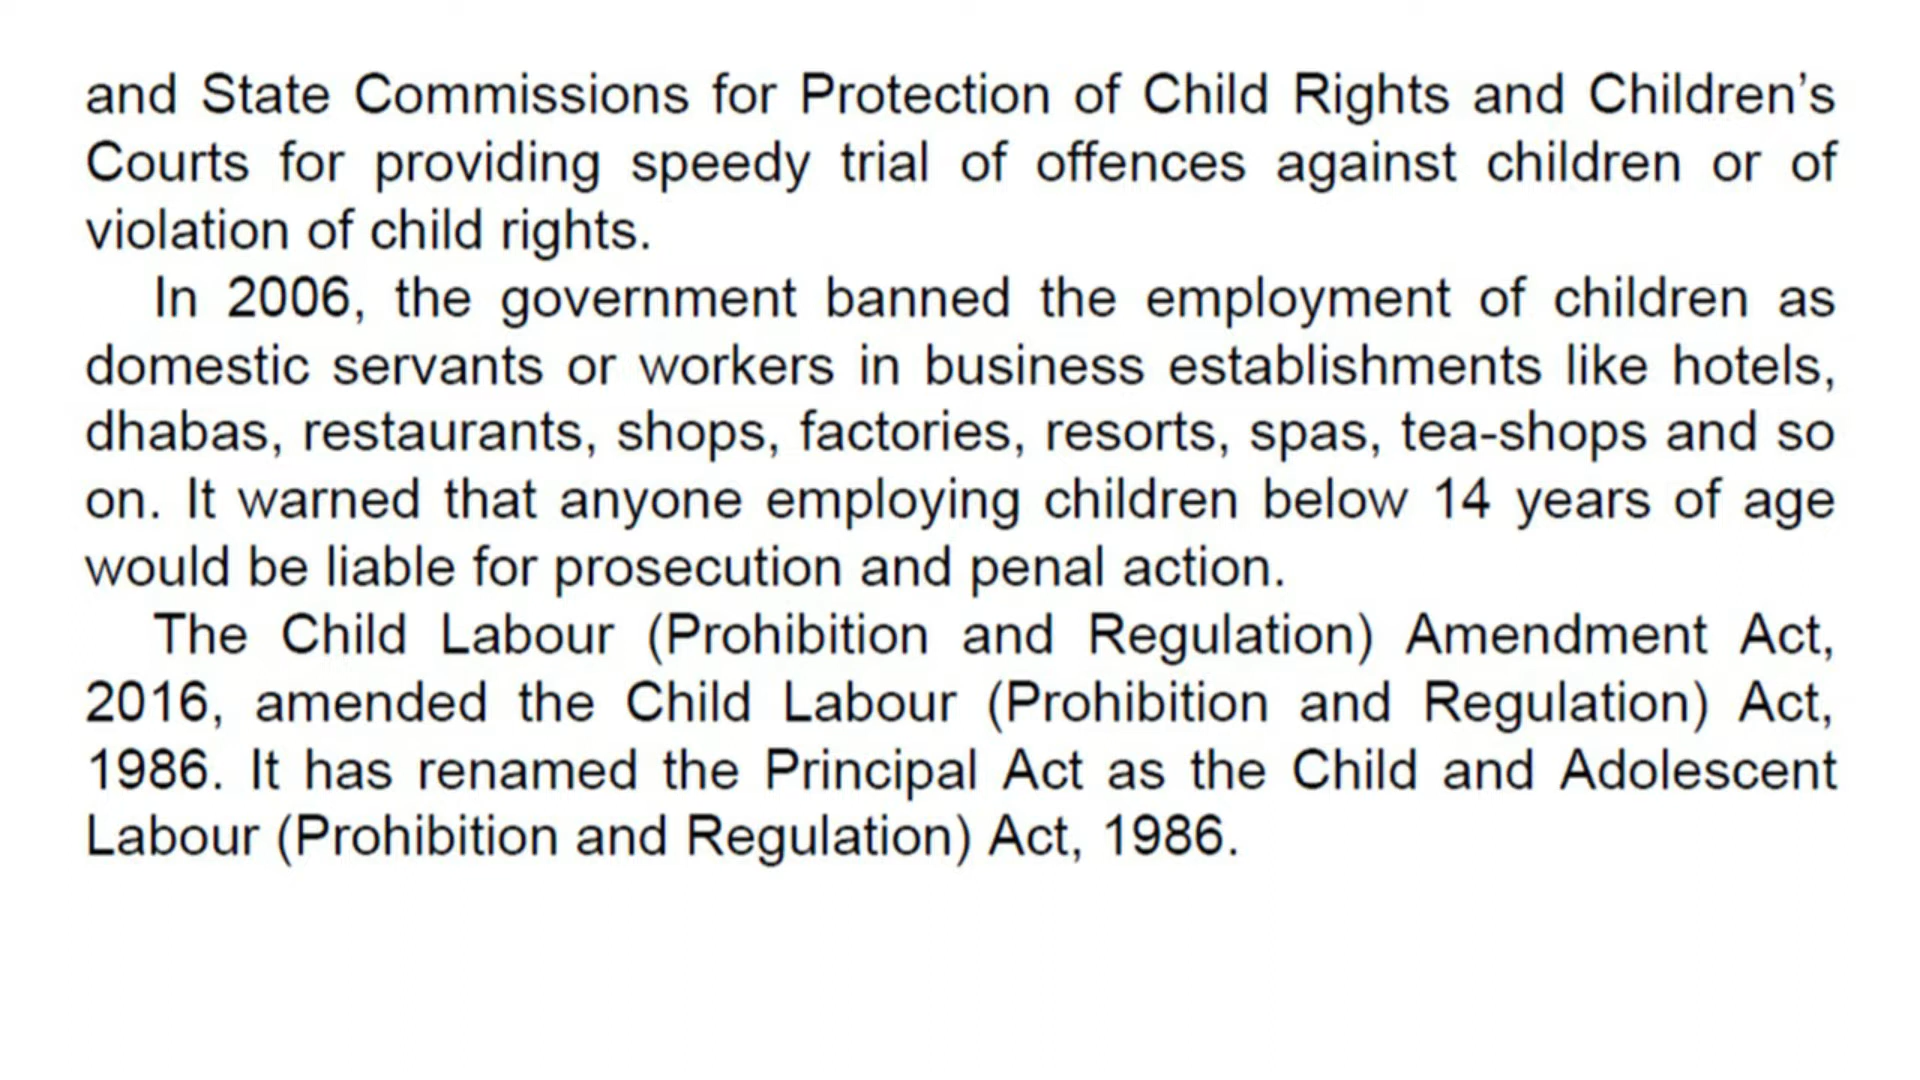 and State Commissions for Protection of Child Rights and Children’s
Courts for providing speedy trial of offences against children or of
violation of child rights.
In 2006, the government banned the employment of children as
domestic servants or workers in business establishments like hotels,
dhabas, restaurants, shops, factories, resorts, spas, tea-shops and so
on. It warned that anyone employing children below 14 years of age
would be liable for prosecution and penal action.
The Child Labour (Prohibition and Regulation) Amendment Act,
2016, amended the Child Labour (Prohibition and Regulation) Act,
1986. It has renamed the Principal Act as the Child and Adolescent
Labour (Prohibition and Regulation) Act, 1986.